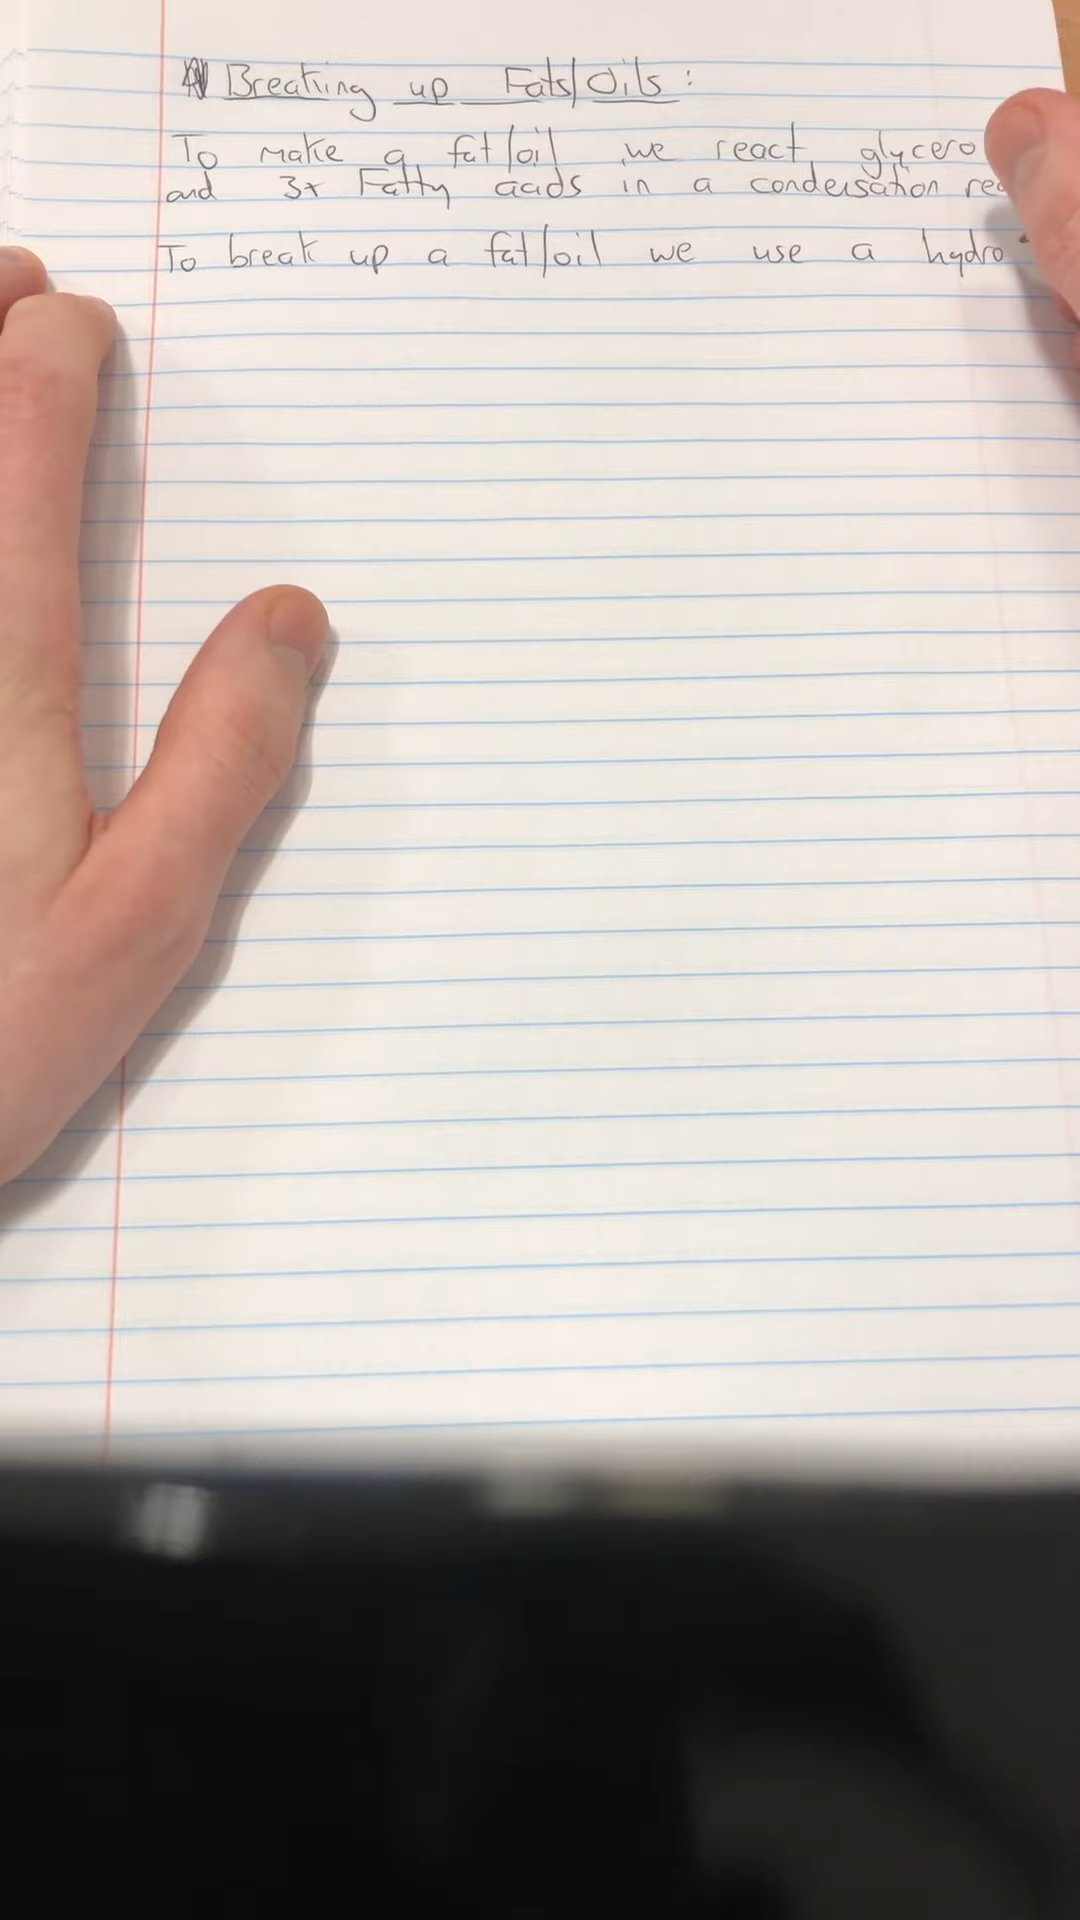 Breaking up Fats/Oils:
To make a fat/oil we react glycero
and 3x Fatty acids in a condensation rea
To break up a fat/oil we use a hydro